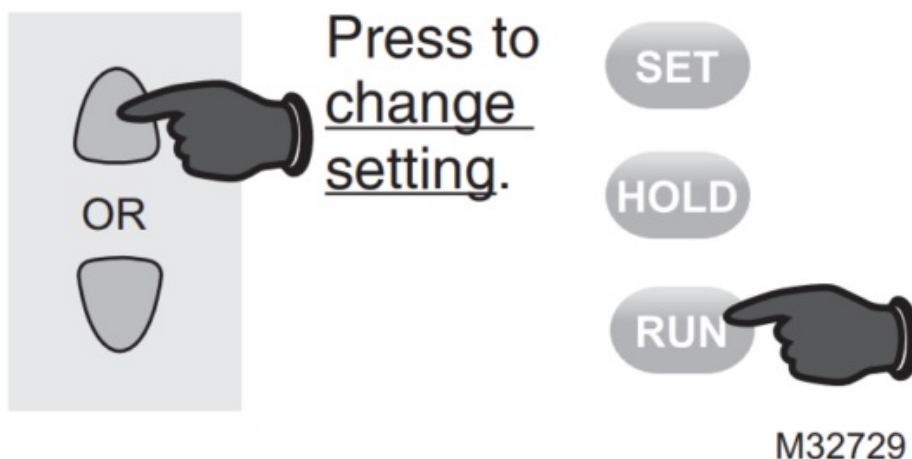 Press to
change
setting.
OR
SET
HOLD
RUN
M32729